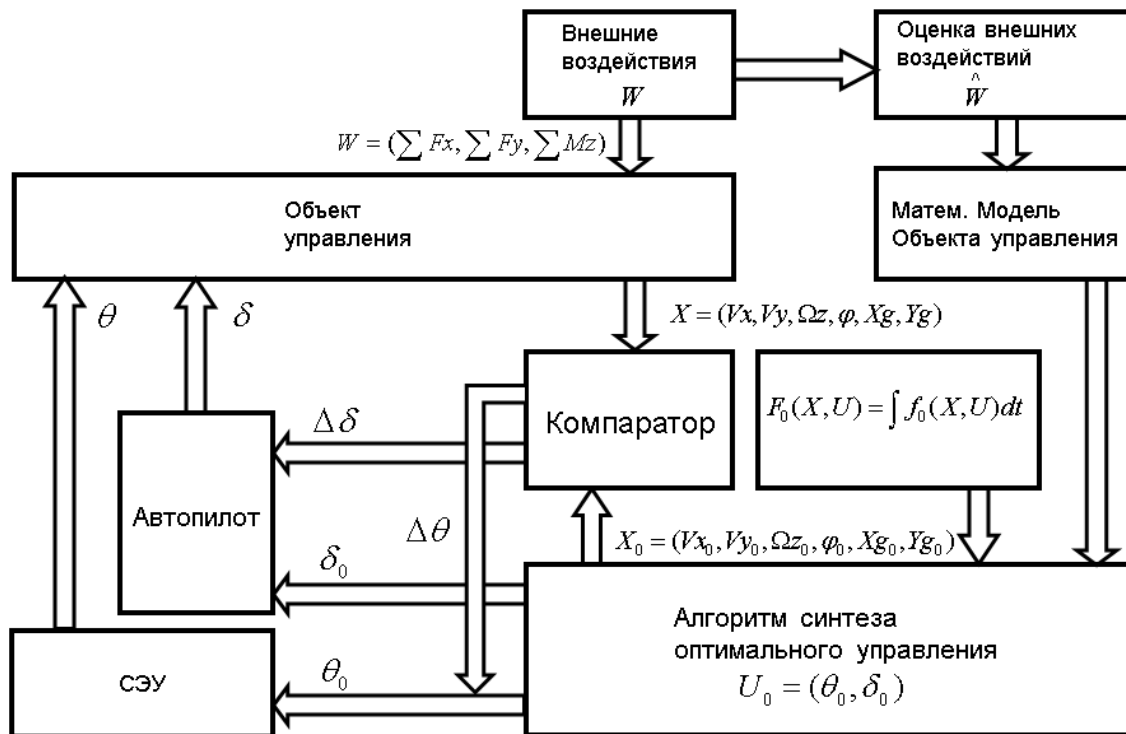 Внешние
воздействия
W
Оценка внешних
воздействий
Ŵ
W = (∑ Fx, ∑ Fy, ∑ Mz)
Объект
управления
Матем. Модель
Объекта управления
θ
δ
X = (Vx, Vy, Ωz, φ, Xg, Yg)
Компаратор
F₀(X,U) = ∫ f₀(X,U)dt
Δδ
Автопилот
Δθ
X₀ = (Vx₀, Vy₀, Ωz₀, φ₀, Xg₀, Yg₀)
δ₀
Алгоритм синтеза
оптимального управления
U₀ = (θ₀, δ₀)
СЭУ
θ₀